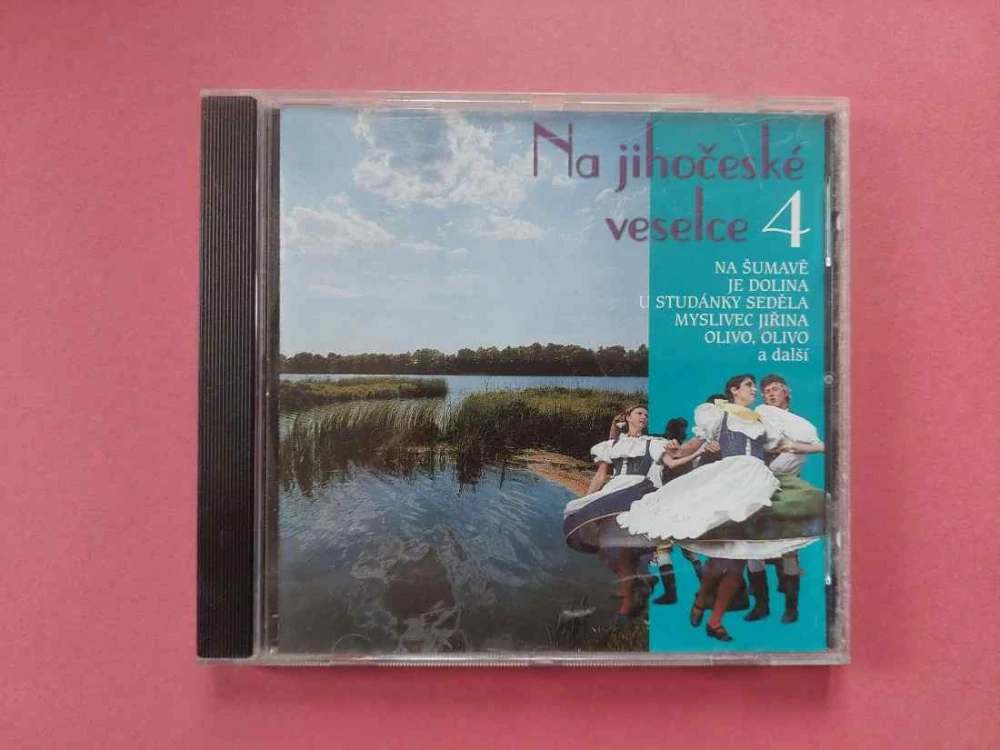 Na jihočeské
veselce 4
NA ŠUMAVĚ
JE DOLINA
U STUDÁNKY SEDĚLA
MYSLIVEC JIŘINA
OLIVO, OLIVO
a další